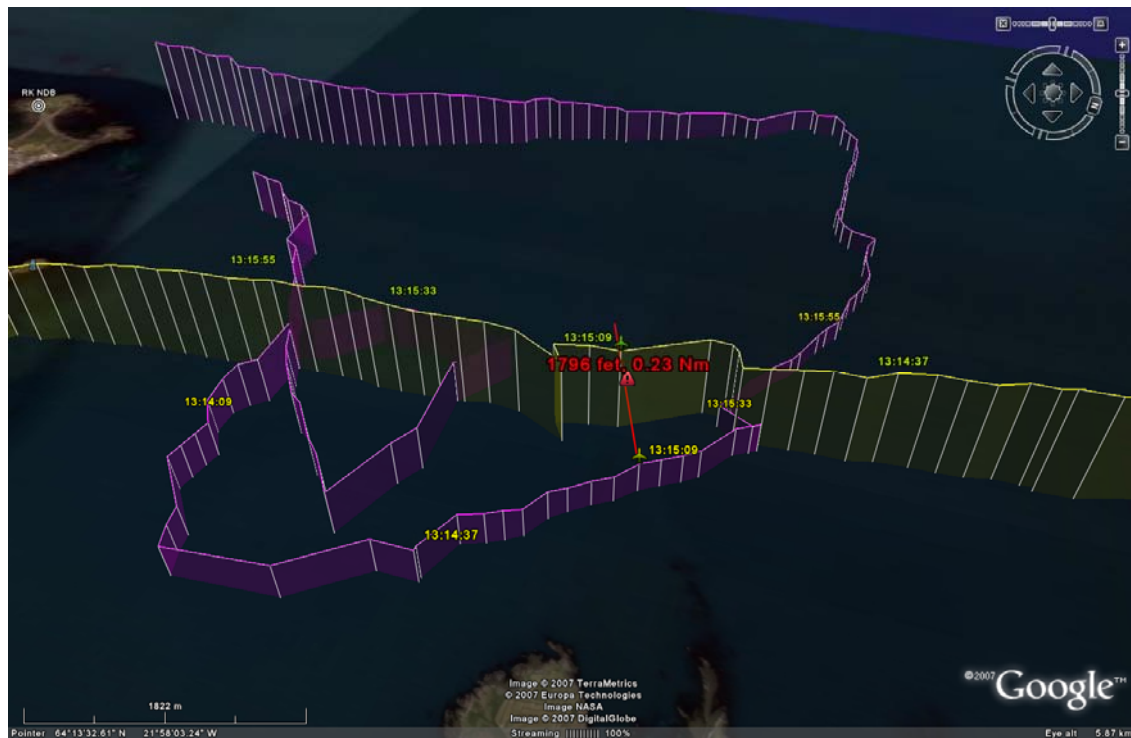 RK NDB
13:15:55
13:15:33
13:15:09
13:15:55
1796 fet, 0.23 Nm
13:14:37
13:14:09
13:15:33
13:15:09
13:14:37
Image © 2007 TerraMetrics
© 2007 Europa Technologies
Image NASA
Image © 2007 DigitalGlobe
©2007 Google™
1822 m
Pointer 64°13'32.61" N 21°58'03.24" W
Streaming 100%
Eye alt 5.87 km
N